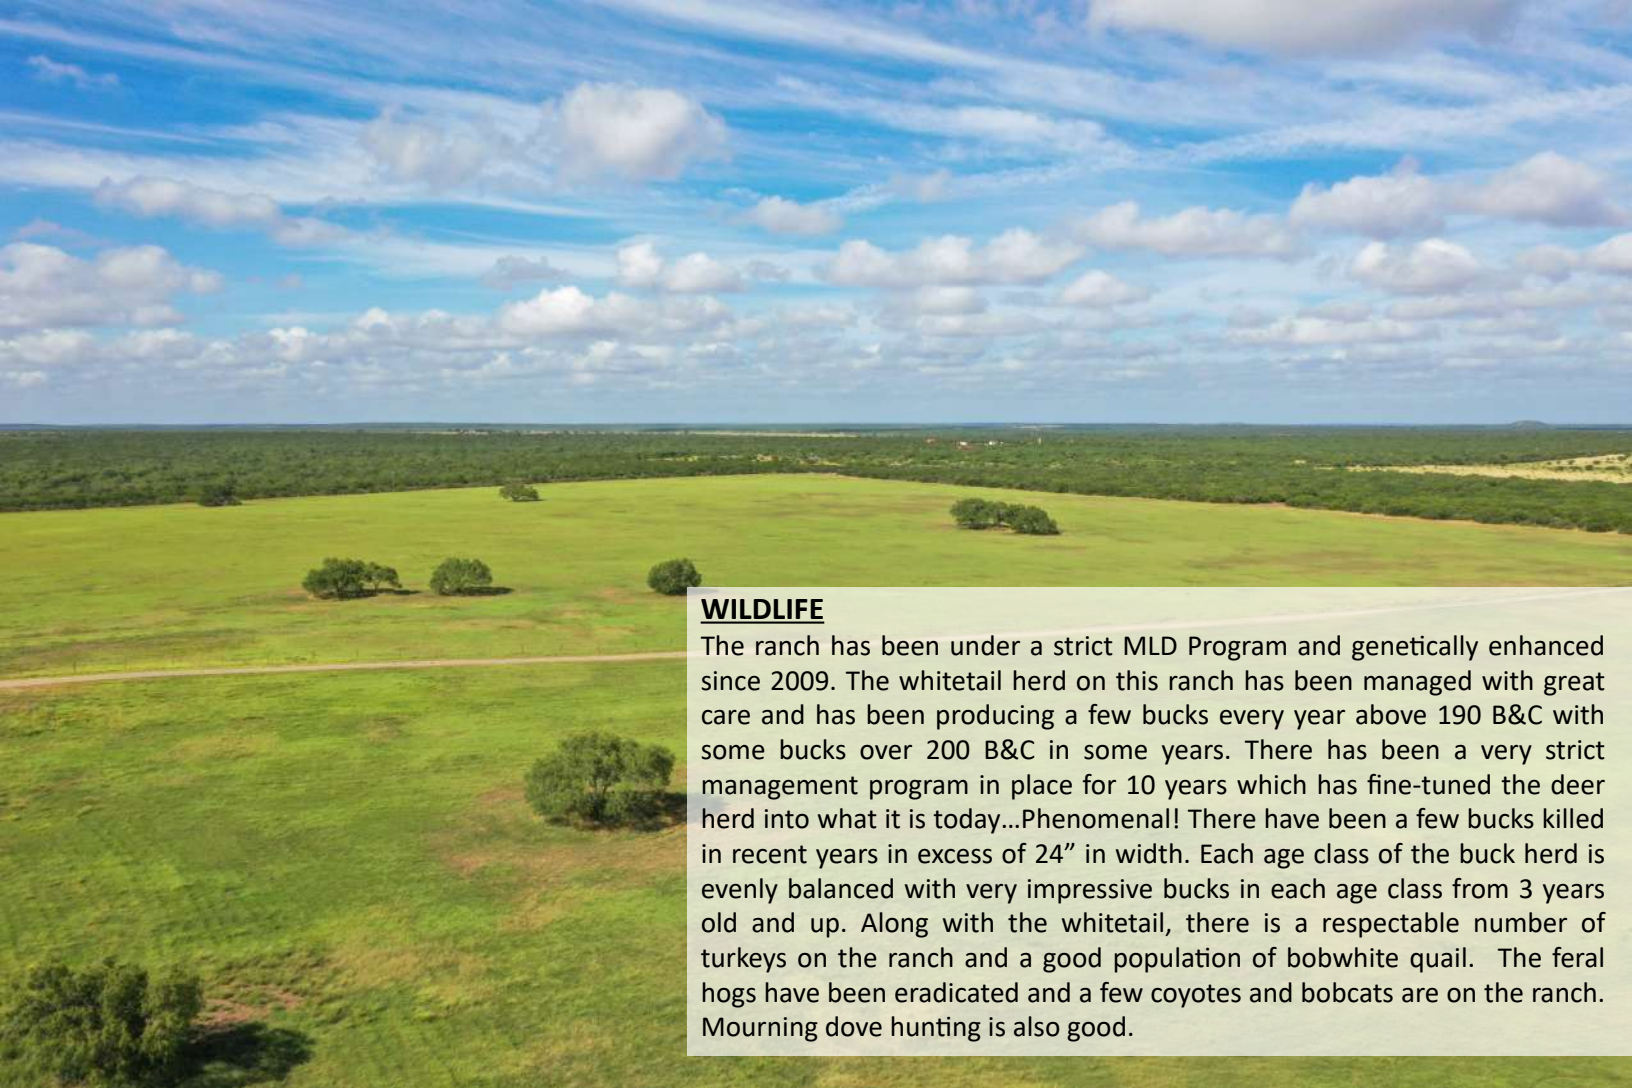 WILDLIFE
The ranch has been under a strict MLD Program and genetically enhanced
since 2009. The whitetail herd on this ranch has been managed with great
care and has been producing a few bucks every year above 190 B&C with
some bucks over 200 B&C in some years. There has been a very strict
management program in place for 10 years which has fine-tuned the deer
herd into what it is today…Phenomenal! There have been a few bucks killed
in recent years in excess of 24” in width. Each age class of the buck herd is
evenly balanced with very impressive bucks in each age class from 3 years
old and up. Along with the whitetail, there is a respectable number of
turkeys on the ranch and a good population of bobwhite quail.  The feral
hogs have been eradicated and a few coyotes and bobcats are on the ranch.
Mourning dove hunting is also good.